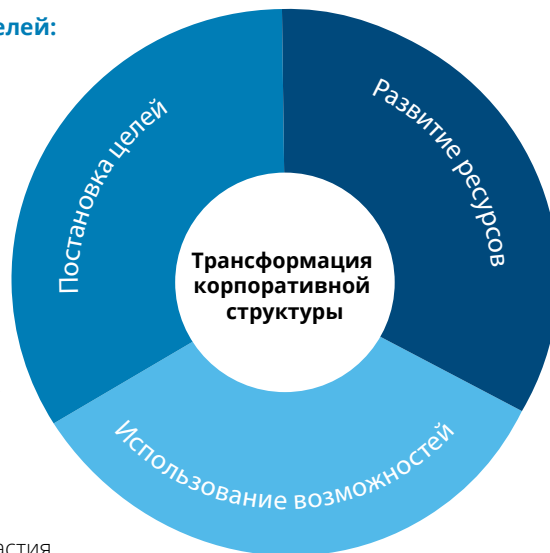 елей:
Постановка целей
Развитие ресурсов
Трансформация
корпоративной
структуры
Использование возможностей
астия